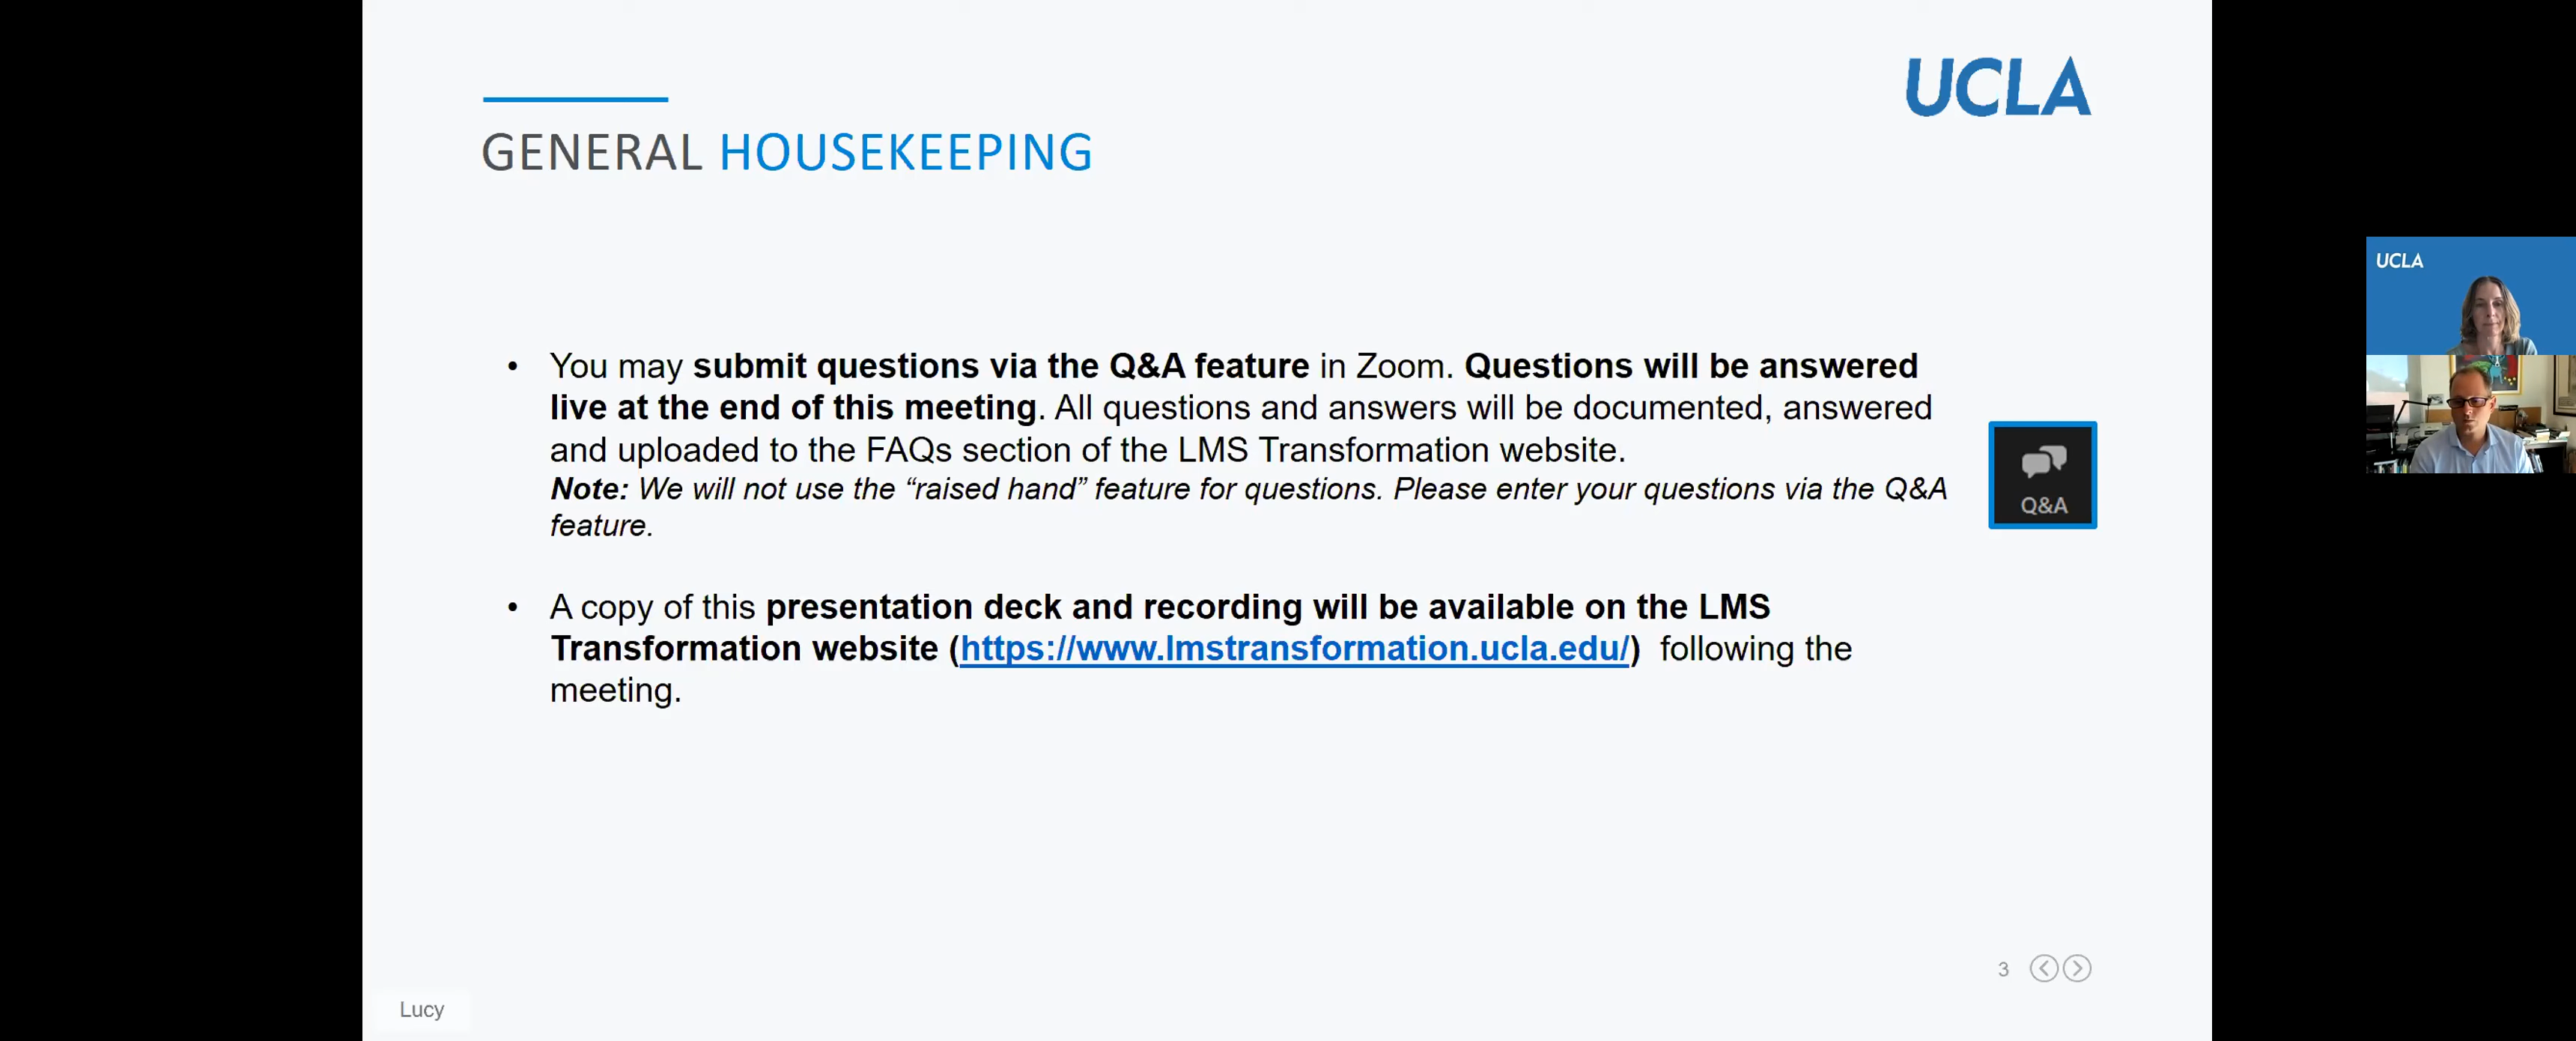 UCLA
GENERAL HOUSEKEEPING
• You may submit questions via the Q&A feature in Zoom. Questions will be answered
live at the end of this meeting. All questions and answers will be documented, answered
and uploaded to the FAQs section of the LMS Transformation website.
Note: We will not use the “raised hand” feature for questions. Please enter your questions via the Q&A
feature.
Q&A
• A copy of this presentation deck and recording will be available on the LMS
Transformation website (https://www.lmstransformation.ucla.edu/) following the
meeting.
3
Lucy
UCLA